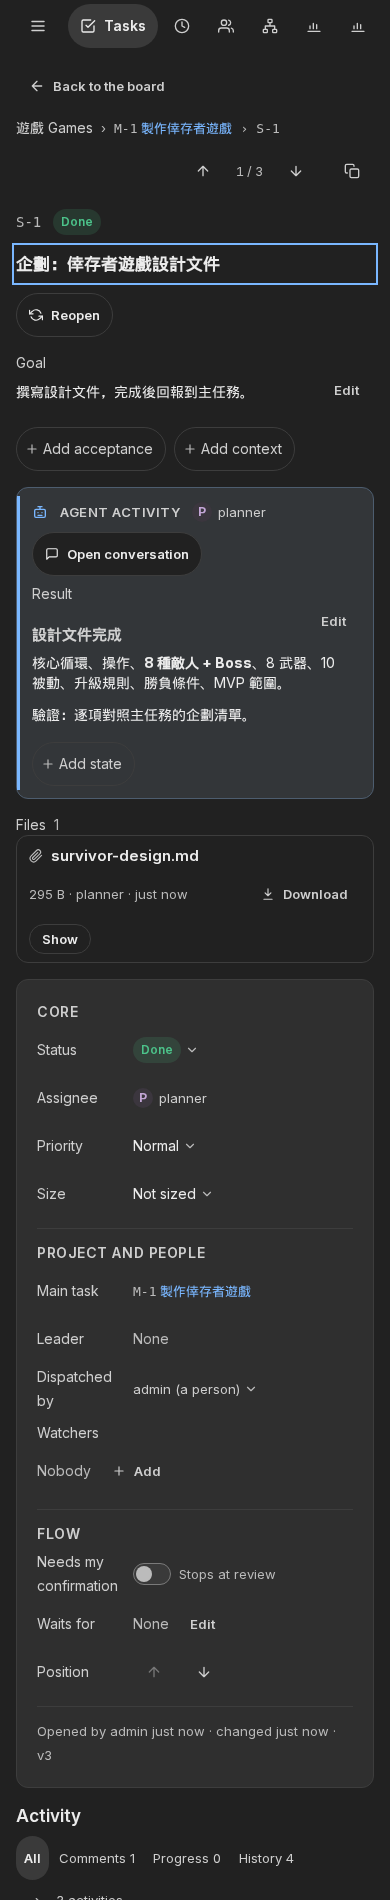 Tasks
Back to the board
遊戲 Games › M-1 製作倖存者遊戲 › S-1
1 / 3
S-1 Done
企劃：倖存者遊戲設計文件
Reopen
Goal
撰寫設計文件，完成後回報到主任務。 Edit
+ Add acceptance + Add context
AGENT ACTIVITY P planner
Open conversation
Result
Edit
設計文件完成
核心循環、操作、8 種敵人 + Boss、8 武器、10
被動、升級規則、勝負條件、MVP 範圍。
驗證：逐項對照主任務的企劃清單。
+ Add state
Files 1
survivor-design.md
295 B · planner · just now Download
Show
CORE
Status Done
Assignee P planner
Priority Normal
Size Not sized
PROJECT AND PEOPLE
Main task M-1 製作倖存者遊戲
Leader None
Dispatched
by admin (a person)
Watchers
Nobody + Add
FLOW
Needs my
confirmation Stops at review
Waits for None Edit
Position
Opened by admin just now · changed just now ·
v3
Activity
All Comments 1 Progress 0 History 4